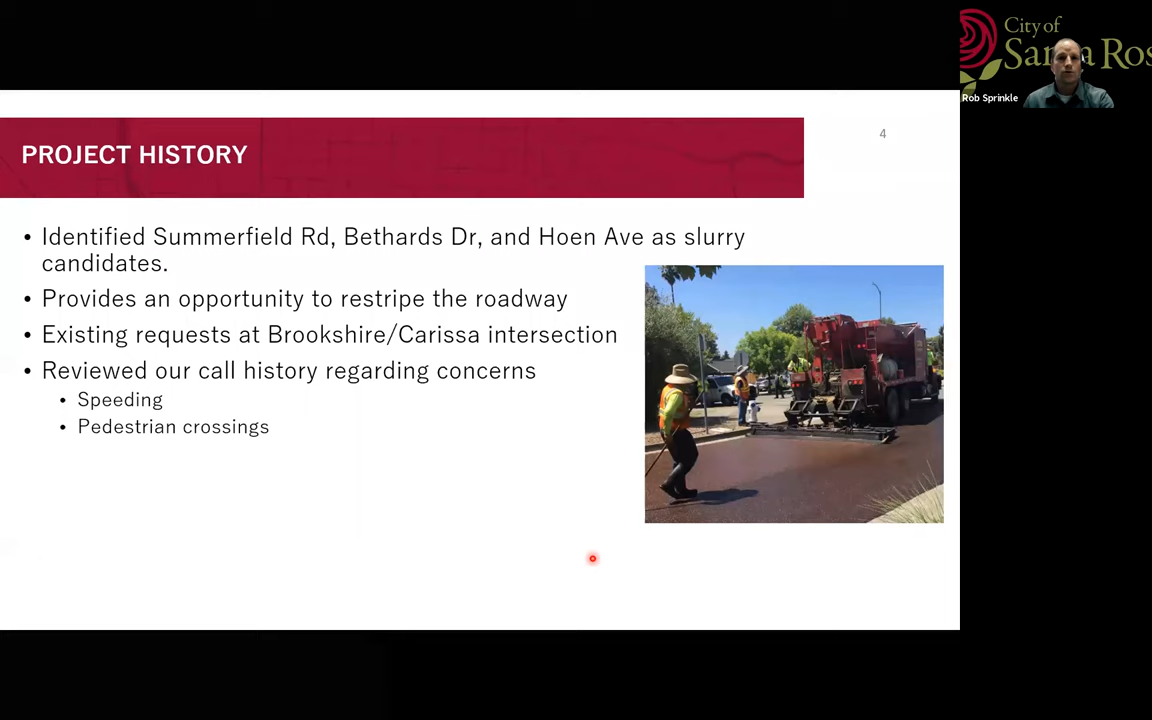 City of
Santa Ros
Rob Sprinkle
4
PROJECT HISTORY
• Identified Summerfield Rd, Bethards Dr, and Hoen Ave as slurry
candidates.
• Provides an opportunity to restripe the roadway
• Existing requests at Brookshire/Carissa intersection
• Reviewed our call history regarding concerns
• Speeding
• Pedestrian crossings